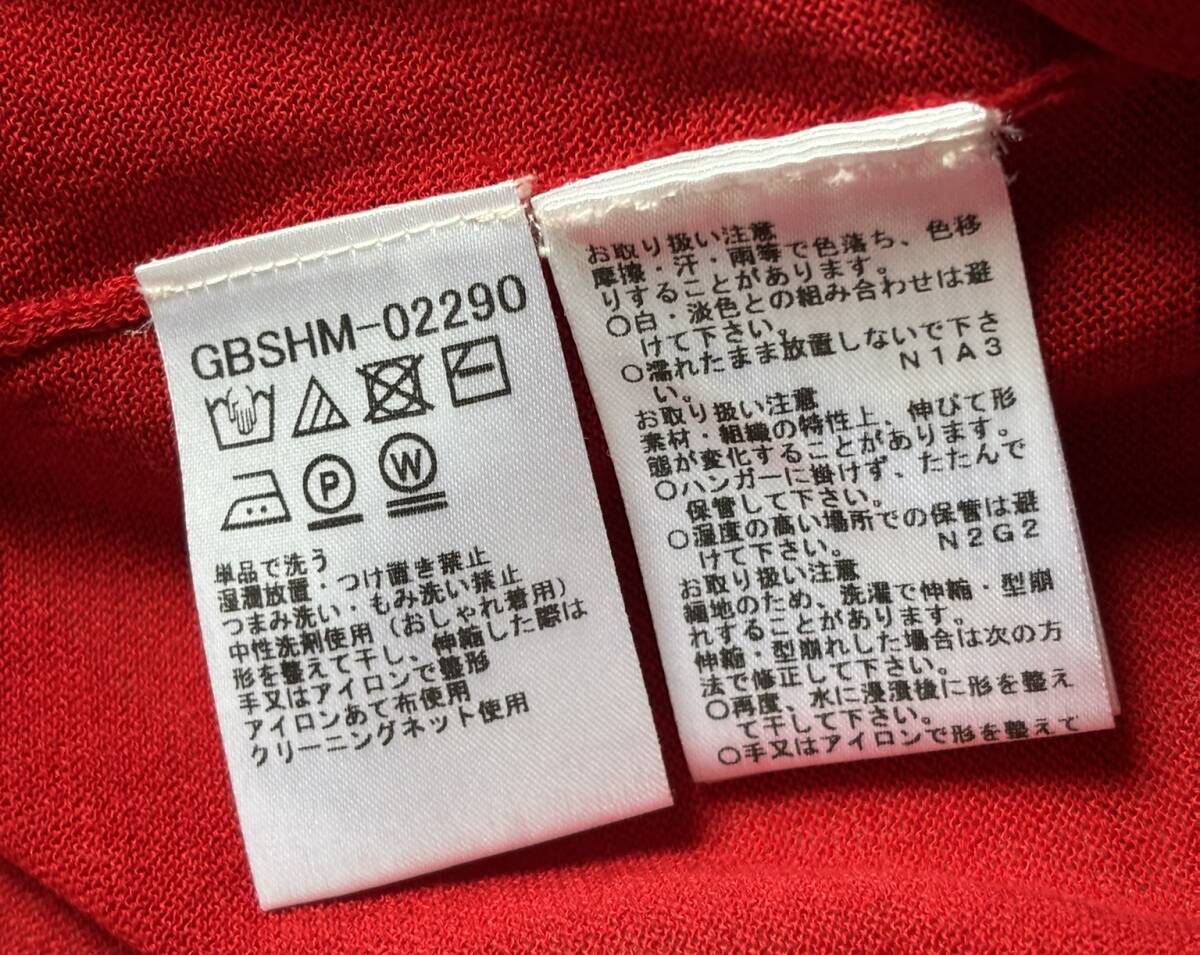 GBSHM-02290
P
W
単品で洗う
湿潤放置・つけ置き禁止
つまみ洗い・もみ洗い禁止
中性洗剤使用(おしゃれ着用)
形を整えて干し、伸縮した際は
手又はアイロンで整形
アイロンあて布使用
クリーニングネット使用
お取り扱い注意
摩擦・汗・雨等で色落ち、色移
りすることがあります。
○白・淡色との組み合わせは避
けて下さい。
○濡れたまま放置しないで下さ
い。
N1A3
お取り扱い注意
素材・組織の特性上、伸びて形
態が変化することがあります。
○ハンガーに掛けず、たたんで
保管して下さい。
○湿度の高い場所での保管は避
けて下さい。
N2G2
お取り扱い注意
編地のため、洗濯で伸縮・型崩
れすることがあります。
伸縮・型崩れした場合は次の方
法で修正して下さい。
○再度、水に浸漬後に形を整え
て干して下さい。
○手又はアイロンで形を整えて